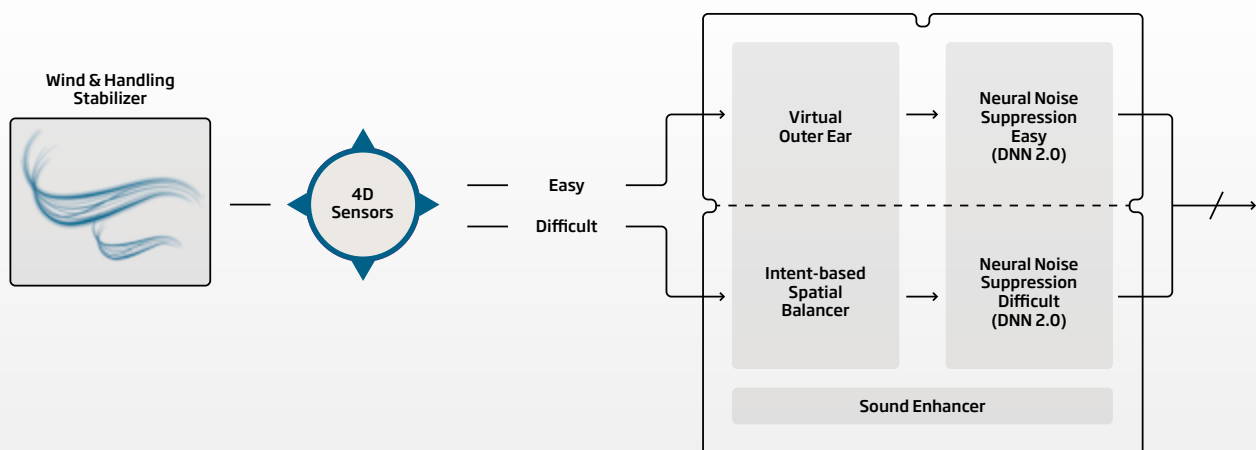 Wind & Handling
Stabilizer
4D
Sensors
Easy
Difficult
Virtual
Outer Ear
Neural Noise
Suppression
Easy
(DNN 2.0)
Intent-based
Spatial
Balancer
Neural Noise
Suppression
Difficult
(DNN 2.0)
Sound Enhancer